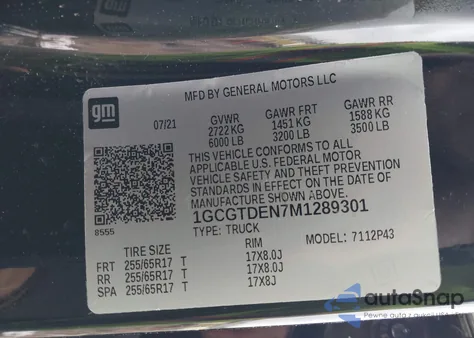 MFD BY GENERAL MOTORS LLC
gm
07/21
GVWR GAWR FRT GAWR RR
2722 KG 1451 KG 1588 KG
6000 LB 3200 LB 3500 LB
THIS VEHICLE CONFORMS TO ALL
APPLICABLE U.S. FEDERAL MOTOR
VEHICLE SAFETY AND THEFT PREVENTION
STANDARDS IN EFFECT ON THE DATE OF
MANUFACTURE SHOWN ABOVE.
1GCGTDEN7M1289301
8555
TYPE: TRUCK
MODEL: 7112P43
TIRE SIZE RIM
FRT 255/65R17 T 17X8.0J
RR 255/65R17 T 17X8.0J
SPA 255/65R17 T 17X8J
autoSnap
Pewne auto z USA